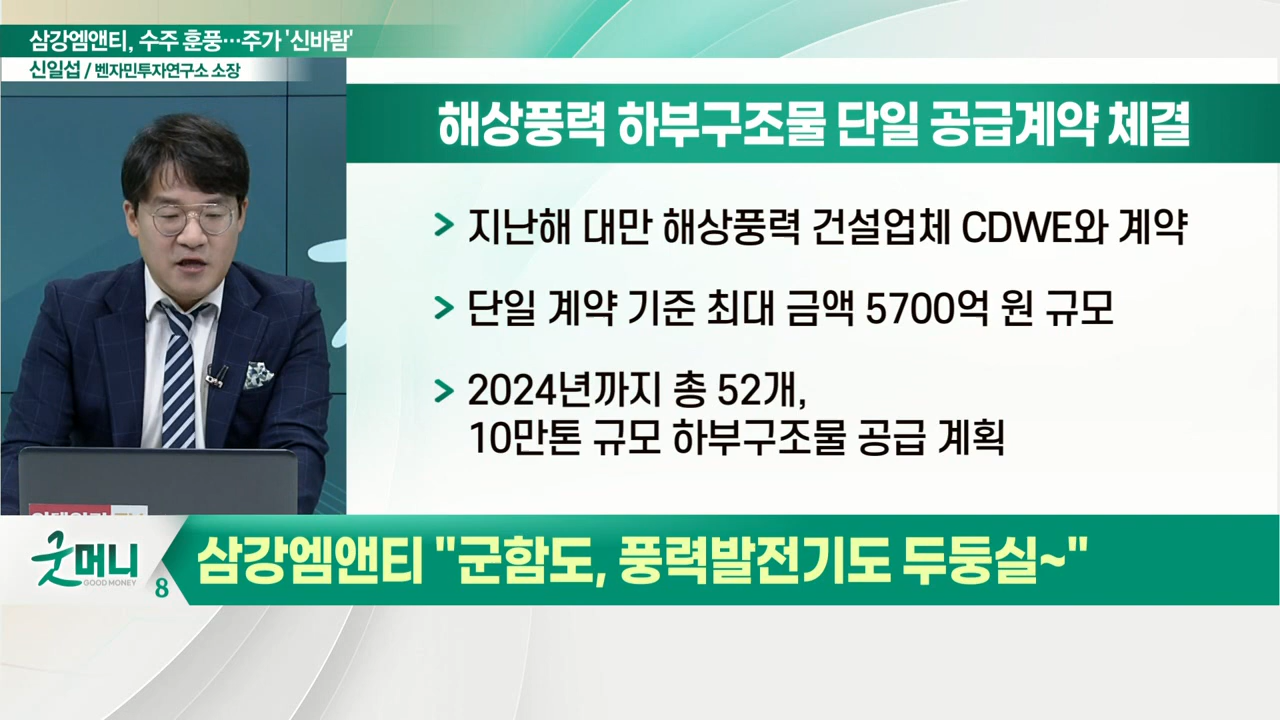 삼강엠앤티, 수주 훈풍…주가 '신바람'
신일섭 / 벤자민투자연구소 소장
해상풍력 하부구조물 단일 공급계약 체결
> 지난해 대만 해상풍력 건설업체 CDWE와 계약
> 단일 계약 기준 최대 금액 5700억 원 규모
> 2024년까지 총 52개,
10만톤 규모 하부구조물 공급 계획
굿머니
GOOD MONEY
8
삼강엠앤티 "군함도, 풍력발전기도 두둥실~"